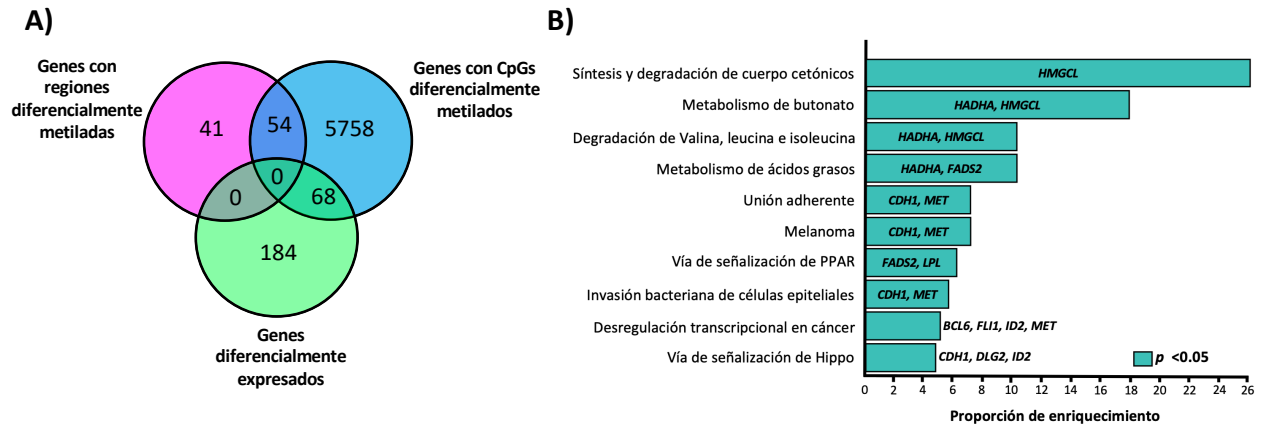 A)
Genes con
regiones
diferencialmente
metiladas
Genes con CpGs
diferencialmente
metilados
41
54
5758
0
0
68
184
Genes
diferencialmente
expresados
B)
Síntesis y degradación de cuerpo cetónicos
HMGCL
Metabolismo de butonato
HADHA, HMGCL
Degradación de Valina, leucina e isoleucina
HADHA, HMGCL
Metabolismo de ácidos grasos
HADHA, FADS2
Unión adherente
CDH1, MET
Melanoma
CDH1, MET
Vía de señalización de PPAR
FADS2, LPL
Invasión bacteriana de células epiteliales
CDH1, MET
Desregulación transcripcional en cáncer
BCL6, FLI1, ID2, MET
Vía de señalización de Hippo
CDH1, DLG2, ID2
p <0.05
0 2 4 6 8 10 12 14 16 18 20 22 24 26
Proporción de enriquecimiento